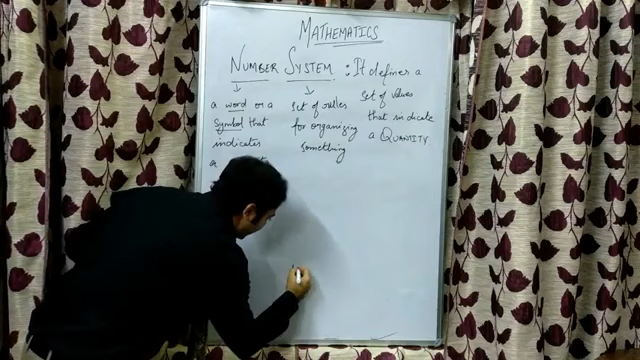 MATHEMATICS
NUMBER SYSTEM : It defines a
a word or a
symbol that
indicates
a
set of rules
for organizing
something
set of values
that indicate
a QUANTITY